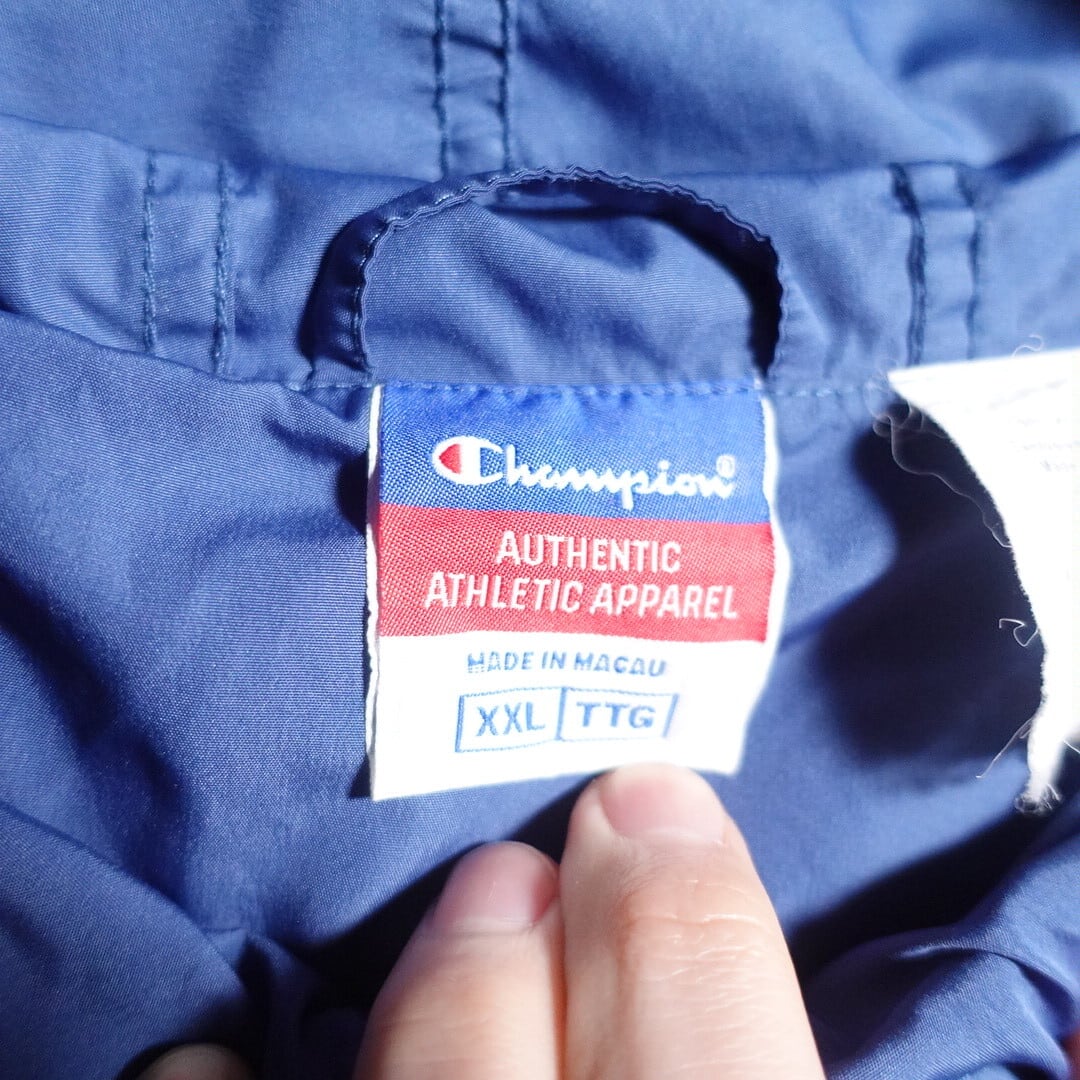 Champion®
AUTHENTIC
ATHLETIC APPAREL
MADE IN MACAU
XXL TTG